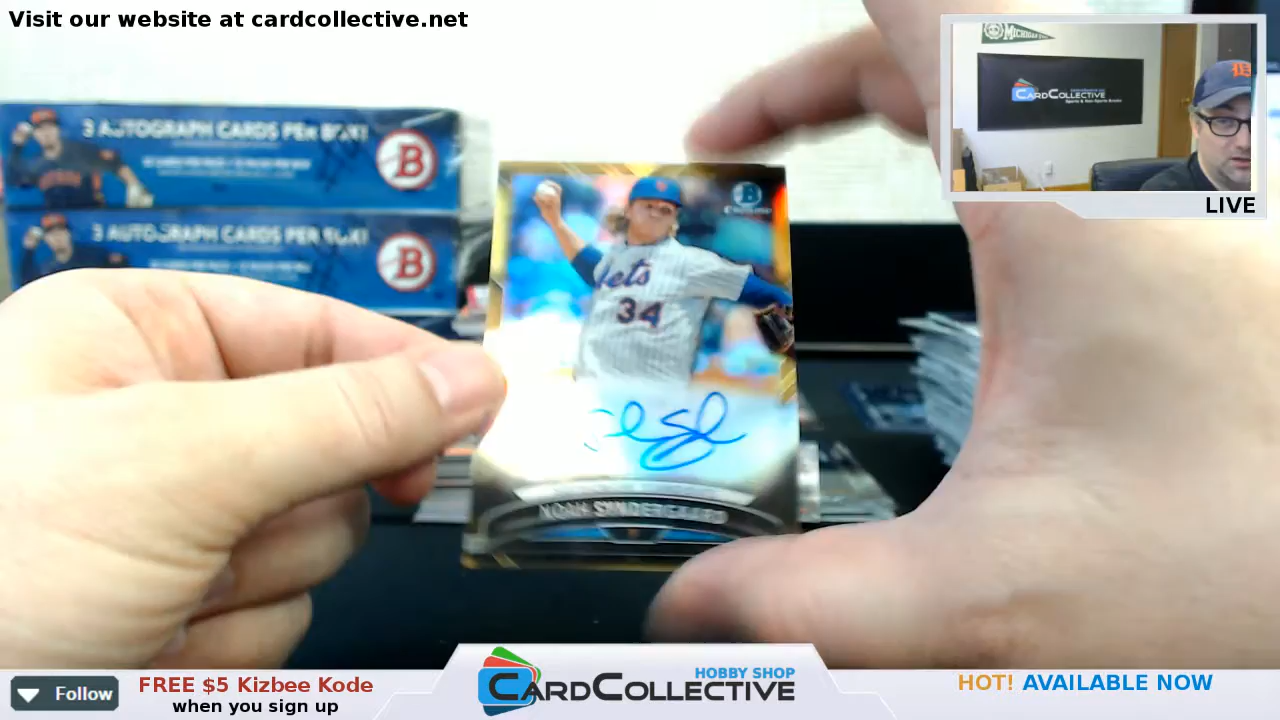 Visit our website at cardcollective.net
MICHIGAN
CARDCOLLECTIVE
LIVE
3 AUTOGRAPH CARDS PER BOX!
B
3 AUTOGRAPH CARDS PER BOX!
B
Mets
34
NOAH SYNDERGAARD
Follow
FREE $5 Kizbee Kode
when you sign up
HOBBY SHOP
CARDCOLLECTIVE
HOT! AVAILABLE NOW